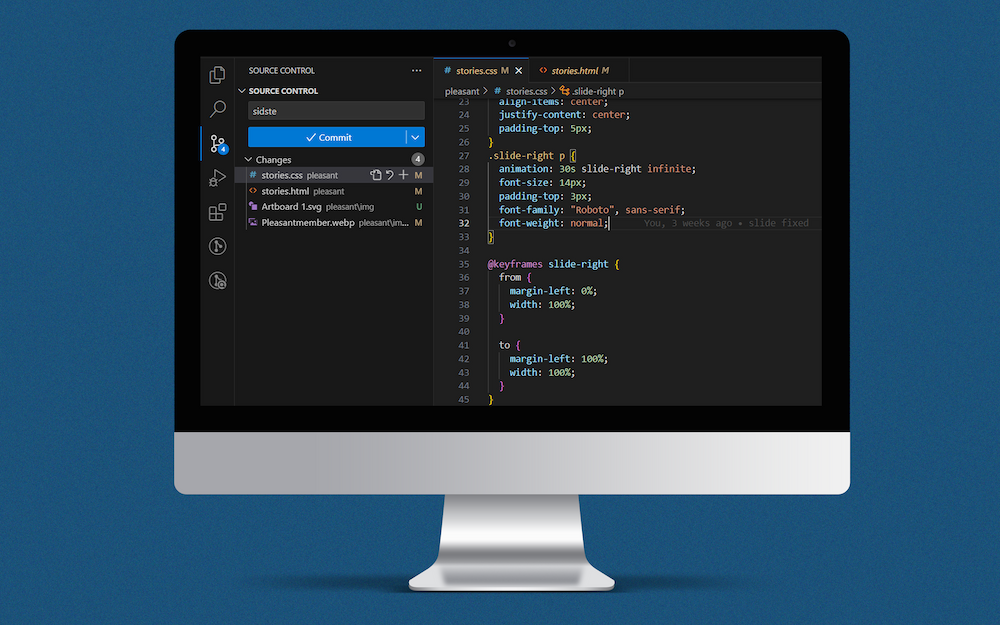 SOURCE CONTROL ...
SOURCE CONTROL
sidste
Commit
Changes 4
# stories.css pleasant M
<> stories.html pleasant M
Artboard 1.svg pleasant\img U
Pleasantmember.webp pleasant\im... M
4
# stories.css M × <> stories.html M
pleasant > # stories.css > .slide-right p
23 align-items: center;
24 justify-content: center;
25 padding-top: 5px;
26 }
27 .slide-right p {
28 animation: 30s slide-right infinite;
29 font-size: 14px;
30 padding-top: 3px;
31 font-family: "Roboto", sans-serif;
32 font-weight: normal; You, 3 weeks ago • slide fixed
33 }
34
35 @keyframes slide-right {
36 from {
37 margin-left: 0%;
38 width: 100%;
39 }
40
41 to {
42 margin-left: 100%;
43 width: 100%;
44 }
45 }